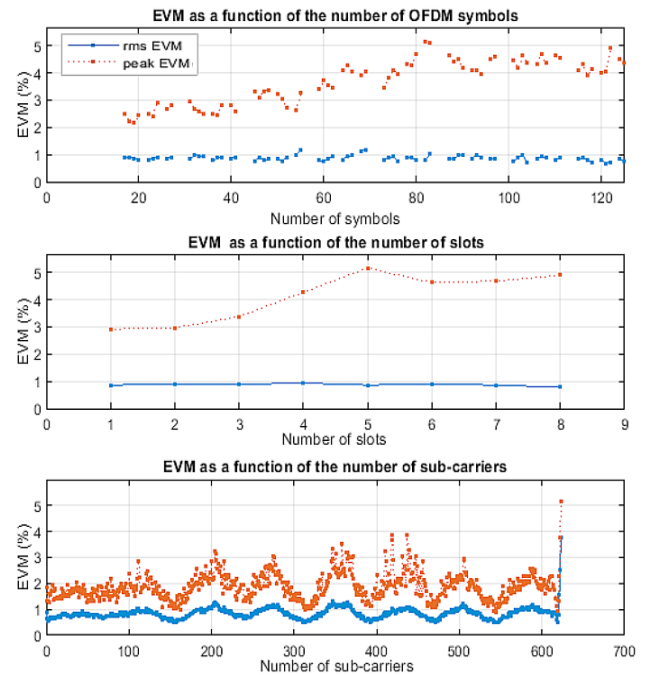 EVM as a function of the number of OFDM symbols
EVM (%)
rms EVM
peak EVM
5
4
3
2
1
0
0 20 40 60 80 100 120
Number of symbols
EVM as a function of the number of slots
EVM (%)
5
4
3
2
1
0
0 1 2 3 4 5 6 7 8 9
Number of slots
EVM as a function of the number of sub-carriers
EVM (%)
5
4
3
2
1
0
0 100 200 300 400 500 600 700
Number of sub-carriers